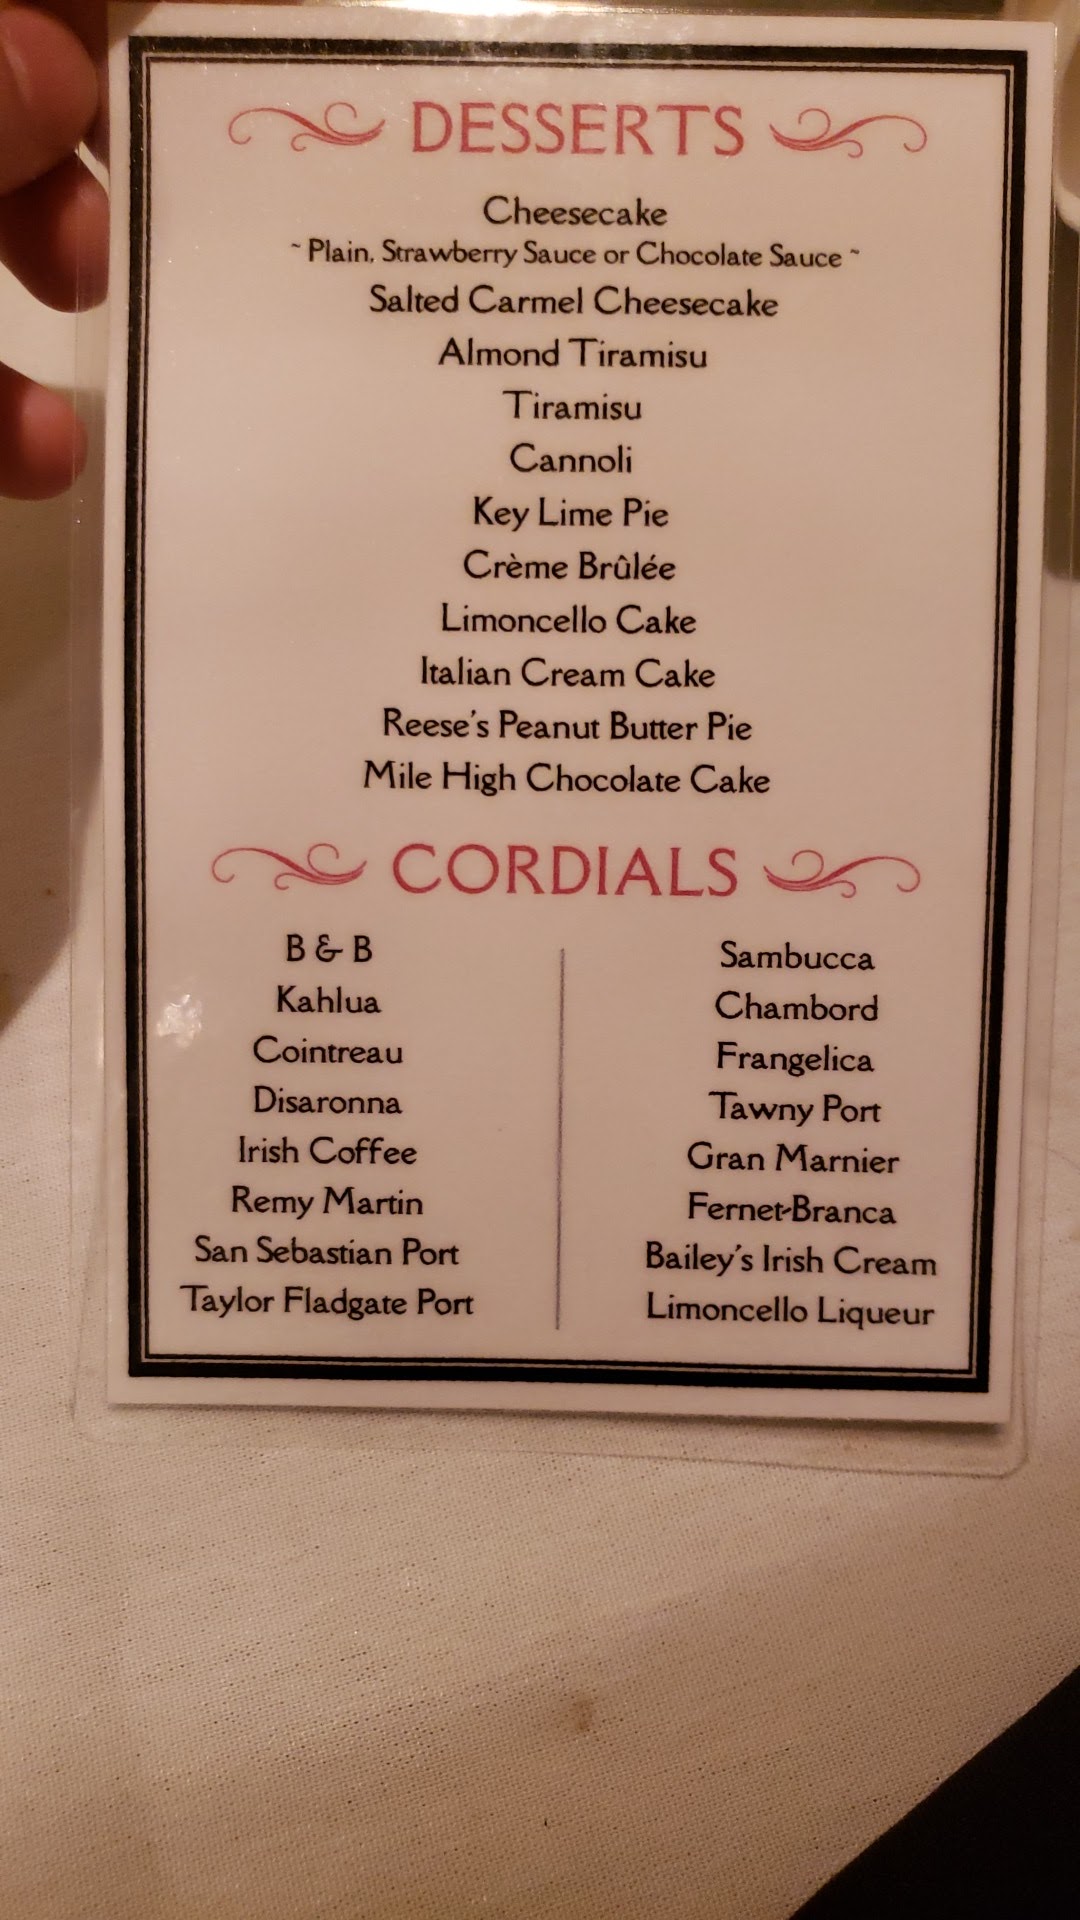 DESSERTS
Cheesecake
~ Plain, Strawberry Sauce or Chocolate Sauce ~
Salted Carmel Cheesecake
Almond Tiramisu
Tiramisu
Cannoli
Key Lime Pie
Crème Brûlée
Limoncello Cake
Italian Cream Cake
Reese's Peanut Butter Pie
Mile High Chocolate Cake
CORDIALS
B & B
Kahlua
Cointreau
Disaronna
Irish Coffee
Remy Martin
San Sebastian Port
Taylor Fladgate Port
Sambucca
Chambord
Frangelica
Tawny Port
Gran Marnier
Fernet-Branca
Bailey's Irish Cream
Limoncello Liqueur